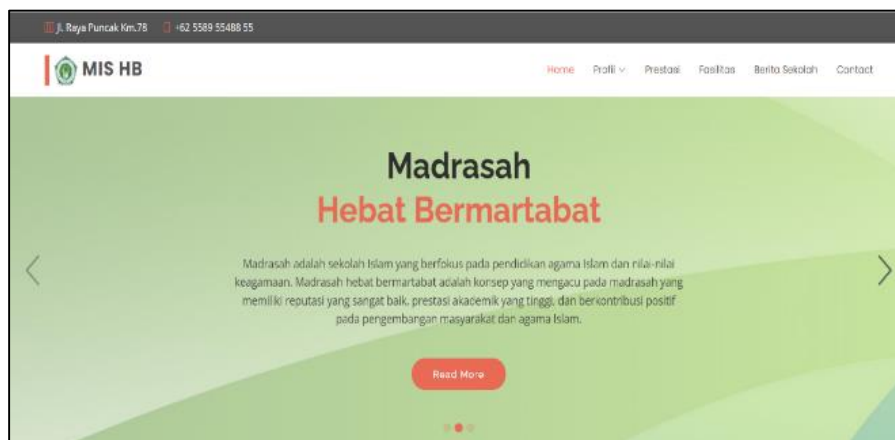 Jl. Raya Puncak Km.78 +62 5589 55488 55
MIS HB
Home Profil Prestasi Fasilitas Berita Sekolah Contact
Madrasah
Hebat Bermartabat
Madrasah adalah sekolah Islam yang berfokus pada pendidikan agama Islam dan nilai-nilai
keagamaan. Madrasah hebat bermartabat adalah konsep yang mengacu pada madrasah yang
memiliki reputasi yang sangat baik, prestasi akademik yang tinggi, dan berkontribusi positif
pada pengembangan masyarakat dan agama Islam.
Read More